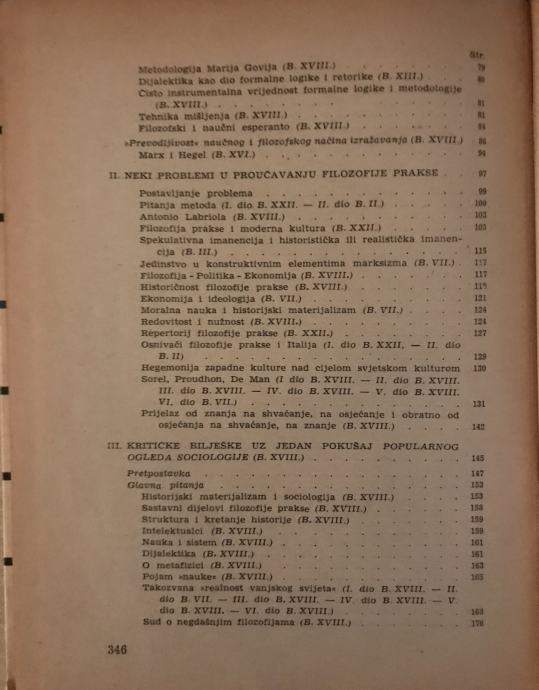 Str.
Metodologija Marija Govija (B. XVIII.) . . . . . . . 79
Dijalektika kao dio formalne logike i retorike (B. XIII.) . . 80
Čisto instrumentalna vrijednost formalne logike i metodologije
(B. XVIII.) . . . . . . . . . . . . 81
Tehnika mišljenja (B. XVIII.) . . . . . . . . . 81
Filozofski i naučni esperanto (B. XVIII.) . . . . . . 84
»Prevodljivost« naučnog i filozofskog načina izražavanja (B. XVIII.) 86
Marx i Hegel (B. XVI.) . . . . . . . . . . 94
II. NEKI PROBLEMI U PROUČAVANJU FILOZOFIJE PRAKSE . . 97
Postavljanje problema . . . . . . . . . . 99
Pitanja metoda (I. dio B. XXII. — II. dio B. II.) . . . . 100
Antonio Labriola (B. XVIII.) . . . . . . . . . 103
Filozofija prakse i moderna kultura (B. XXII.) . . . . . 105
Spekulativna imanencija i historistička ili realistička imanen-
cija (B. III.) . . . . . . . . . . . . 115
Jedinstvo u konstruktivnim elementima marksizma (B. VII.) . 117
Filozofija - Politika - Ekonomija (B. XVIII.) . . . . . 117
Historičnost filozofije prakse (B. XVIII.) . . . . . .
Ekonomija i ideologija (B. VII.) . . . . . . . . 121
Moralna nauka i historijski materijalizam (B. VII.) . . . 124
Redovitost i nužnost (B. XVIII.) . . . . . . . . 124
Repertorij filozofije prakse (B. XXII.) . . . . . . . 127
Osnivači filozofije prakse i Italija (I. dio B. XXII, — II. dio
B. II) . . . . . . . . . . . . . 129
Hegemonija zapadne kulture nad cijelom svjetskom kulturom 130
Sorel, Proudhon, De Man (I dio B. XVIII. — II. dio B. XVIII.
III. dio B. XVIII. — IV. dio B. XVIII. — V. dio B. XVIII.
VI. dio B. VII.) . . . . . . . . . . . 131
Prijelaz od znanja na shvaćanje, na osjećanje i obratno od
osjećanja na shvaćanje, na znanje (B. XVIII.) . . . . 142
III. KRITIČKE BILJEŠKE UZ JEDAN POKUŠAJ POPULARNOG
OGLEDA SOCIOLOGIJE (B. XVIII.) . . . . . . . . 145
Pretpostavka . . . . . . . . . . . . 147
Glavna pitanja . . . . . . . . . . . . 153
Historijski materijalizam i sociologija (B. XVIII.) . . . . 153
Sastavni dijelovi filozofije prakse (B. XVIII.) . . . . . 158
Struktura i kretanje historije (B. XVIII.) . . . . . . 159
Intelektualci (B. XVIII.) . . . . . . . . . 159
Nauka i sistem (B. XVIII.) . . . . . . . . . 161
Dijalektika (B. XVIII.) . . . . . . . . . . 161
O metafizici (B. XVIII.) . . . . . . . . . 163
Pojam »nauke« (B. XVIII.) . . . . . . . . . 165
Takozvana »realnost vanjskog svijeta« (I. dio B. XVIII. — II.
dio B. VII. — III. dio B. XVIII. — IV. dio B. XVIII. — V.
dio B. XVIII. — VI. dio B. XVIII.) . . . . . . . 169
Sud o negdašnjim filozofijama (B. XVIII.) . . . . . . 176
346